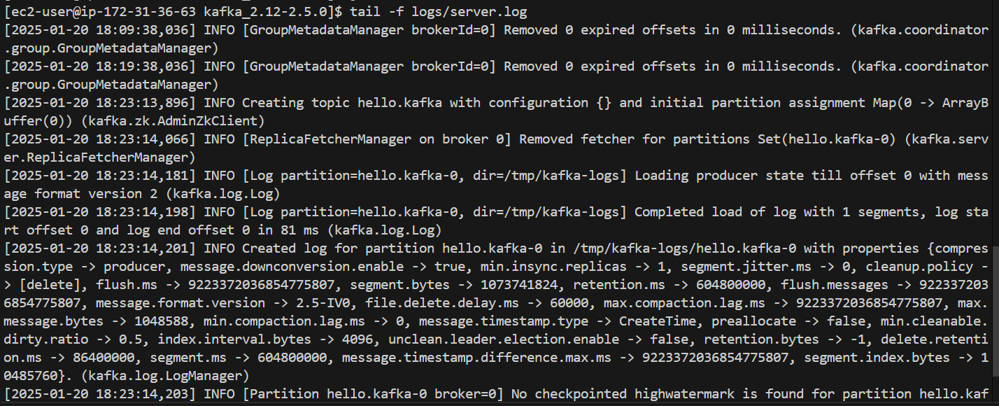 [ec2-user@ip-172-31-36-63 kafka_2.12-2.5.0]$ tail -f logs/server.log
[2025-01-20 18:09:38,036] INFO [GroupMetadataManager brokerId=0] Removed 0 expired offsets in 0 milliseconds. (kafka.coordinator
.group.GroupMetadataManager)
[2025-01-20 18:19:38,036] INFO [GroupMetadataManager brokerId=0] Removed 0 expired offsets in 0 milliseconds. (kafka.coordinator
.group.GroupMetadataManager)
[2025-01-20 18:23:13,896] INFO Creating topic hello.kafka with configuration {} and initial partition assignment Map(0 -> ArrayB
uffer(0)) (kafka.zk.AdminZkClient)
[2025-01-20 18:23:14,066] INFO [ReplicaFetcherManager on broker 0] Removed fetcher for partitions Set(hello.kafka-0) (kafka.serv
er.ReplicaFetcherManager)
[2025-01-20 18:23:14,181] INFO [Log partition=hello.kafka-0, dir=/tmp/kafka-logs] Loading producer state till offset 0 with mess
age format version 2 (kafka.log.Log)
[2025-01-20 18:23:14,198] INFO [Log partition=hello.kafka-0, dir=/tmp/kafka-logs] Completed load of log with 1 segments, log sta
rt offset 0 and log end offset 0 in 81 ms (kafka.log.Log)
[2025-01-20 18:23:14,201] INFO Created log for partition hello.kafka-0 in /tmp/kafka-logs/hello.kafka-0 with properties {compres
sion.type -> producer, message.downconversion.enable -> true, min.insync.replicas -> 1, segment.jitter.ms -> 0, cleanup.policy -
> [delete], flush.ms -> 9223372036854775807, segment.bytes -> 1073741824, retention.ms -> 604800000, flush.messages -> 922337203
6854775807, message.format.version -> 2.5-IV0, file.delete.delay.ms -> 60000, max.compaction.lag.ms -> 9223372036854775807, max.
message.bytes -> 1048588, min.compaction.lag.ms -> 0, message.timestamp.type -> CreateTime, preallocate -> false, min.cleanable.
dirty.ratio -> 0.5, index.interval.bytes -> 4096, unclean.leader.election.enable -> false, retention.bytes -> -1, delete.retenti
on.ms -> 86400000, segment.ms -> 604800000, message.timestamp.difference.max.ms -> 9223372036854775807, segment.index.bytes -> 1
0485760}. (kafka.log.LogManager)
[2025-01-20 18:23:14,203] INFO [Partition hello.kafka-0 broker=0] No checkpointed highwatermark is found for partition hello.kaf